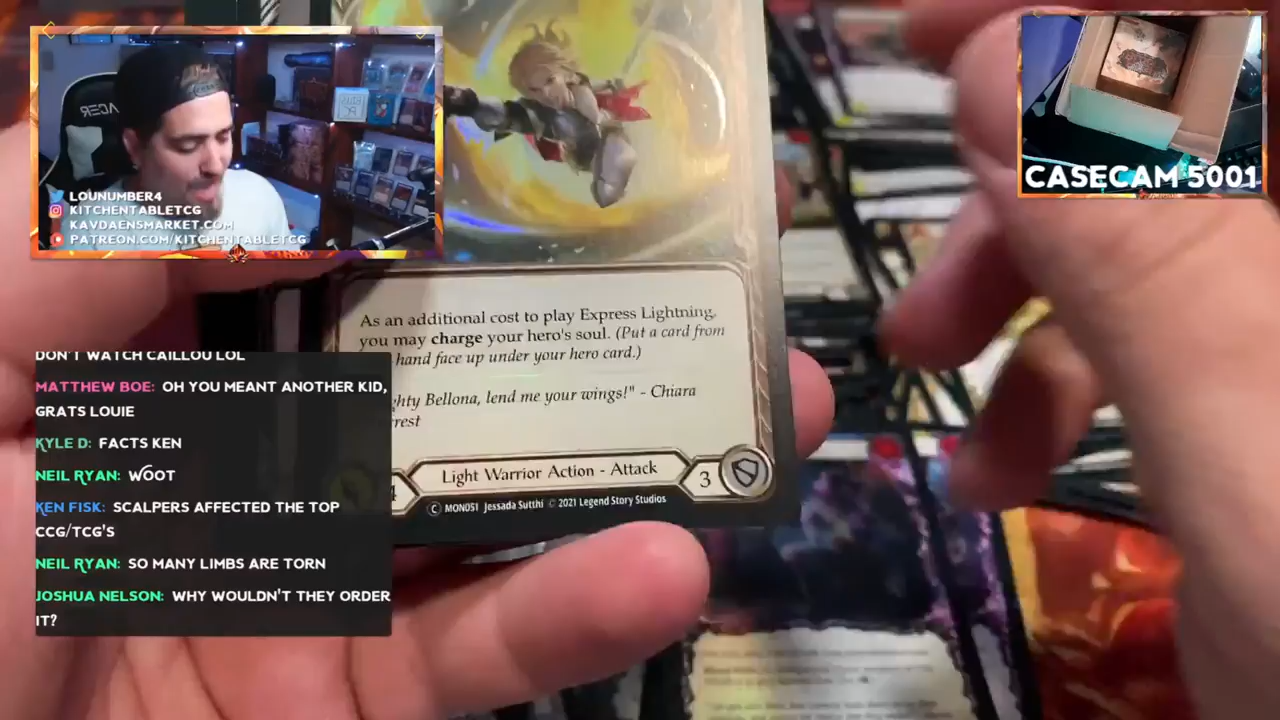 LOUNUMBER4
KITCHENTABLETCG
KAVDAENSMARKET.COM
PATREON.COM/KITCHENTABLETCG
CASECAM 5001
As an additional cost to play Express Lightning,
you may charge your hero's soul. (Put a card from
hand face up under your hero card.)
lend me your wings!" - Chiara
Bellona,
Light Warrior Action - Attack
3
C MON051 Jessada Sutthi © 2021 Legend Story Studios
DON'T WATCH CAILLOU LOL
MATTHEW BOE: OH YOU MEANT ANOTHER KID,
GRATS LOUIE
KYLE D: FACTS KEN
NEIL RYAN: WOOT
KEN FISK: SCALPERS AFFECTED THE TOP
CCG/TCG'S
NEIL RYAN: SO MANY LIMBS ARE TORN
JOSHUA NELSON: WHY WOULDN'T THEY ORDER
IT?